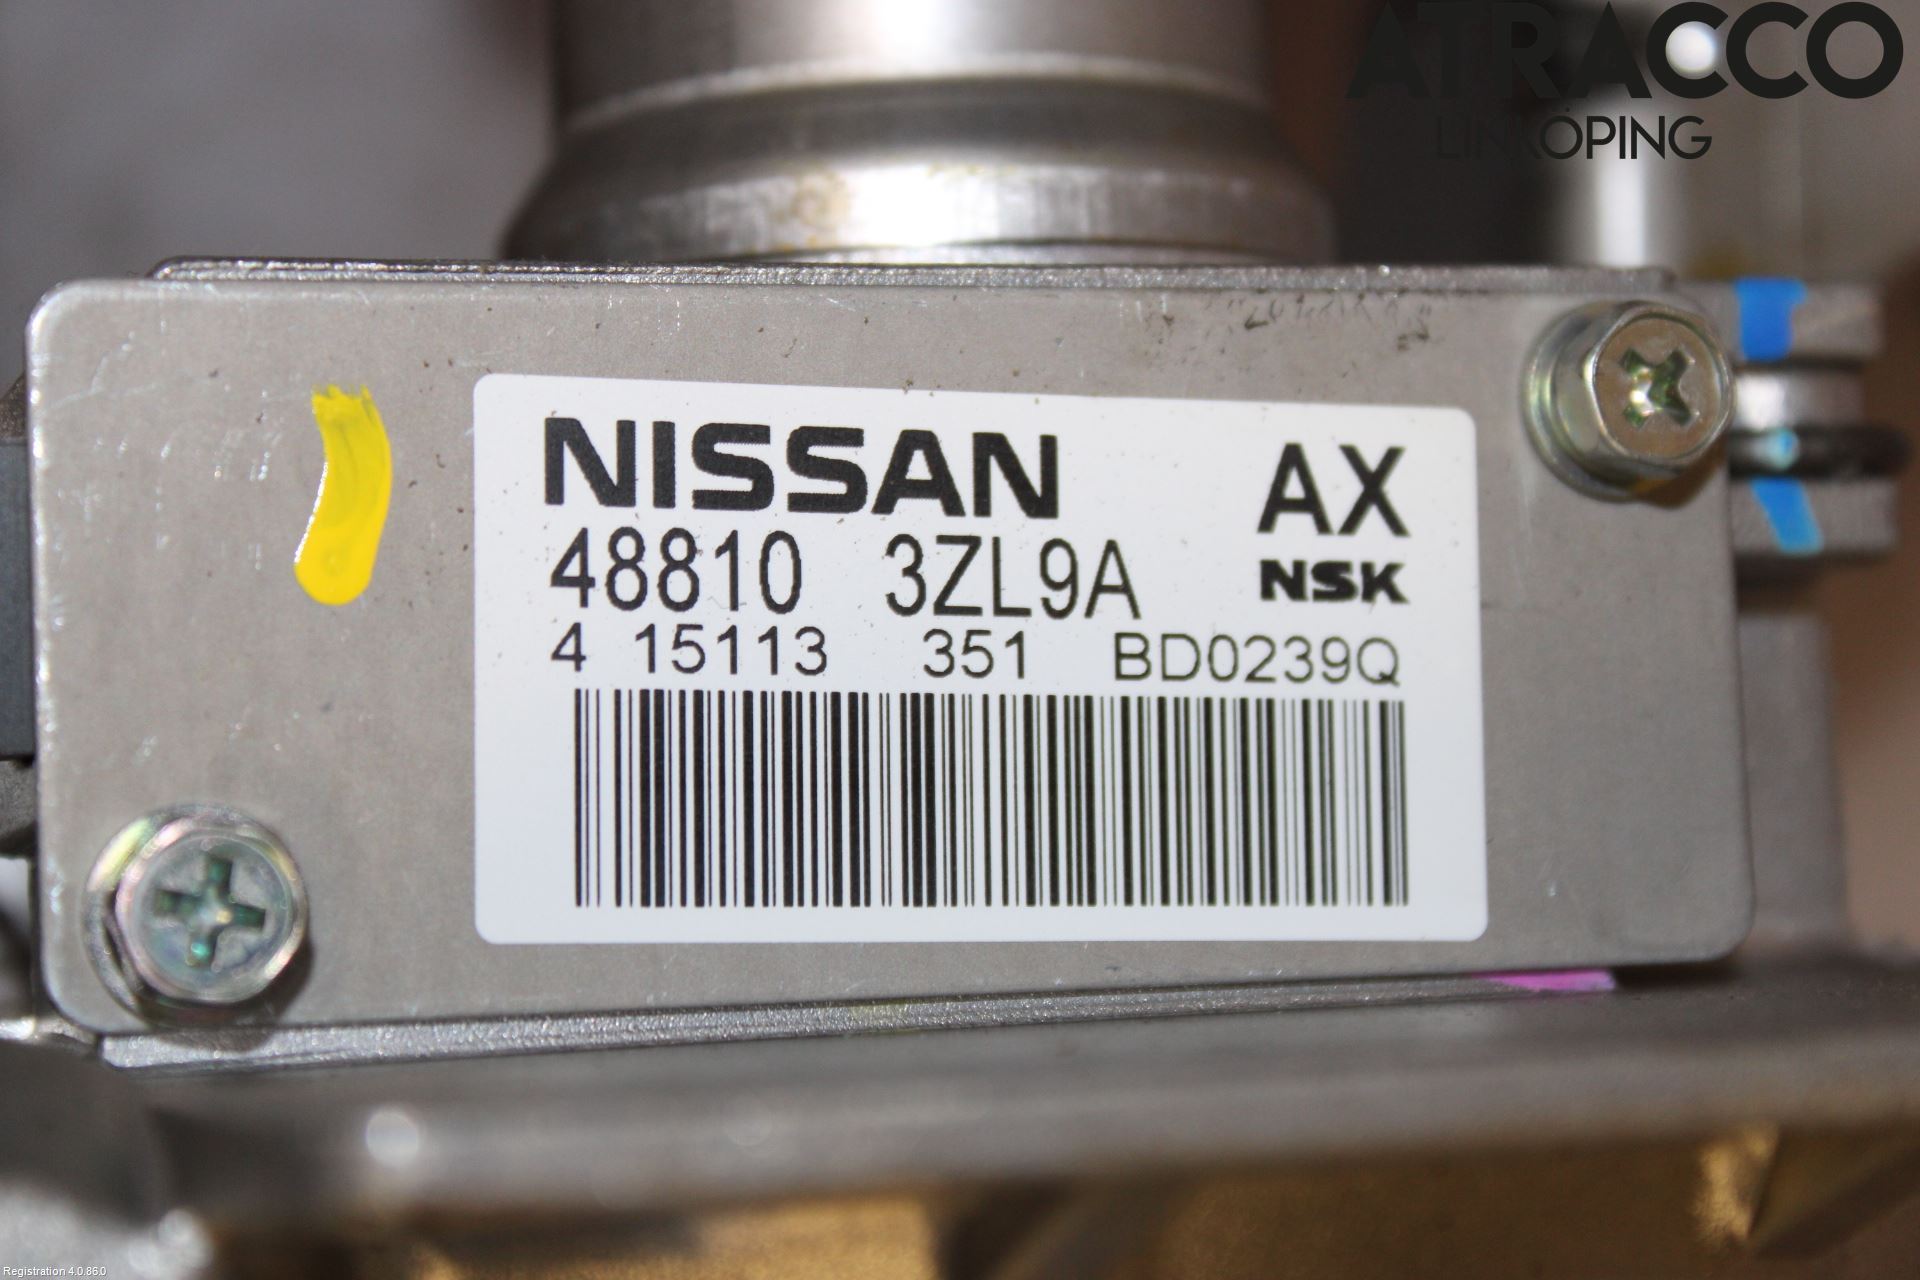 ATRACCO
LINKÖPING
NISSAN AX
48810 3ZL9A NSK
4 15113 351 BD0239Q
Registration 4.0.86.0